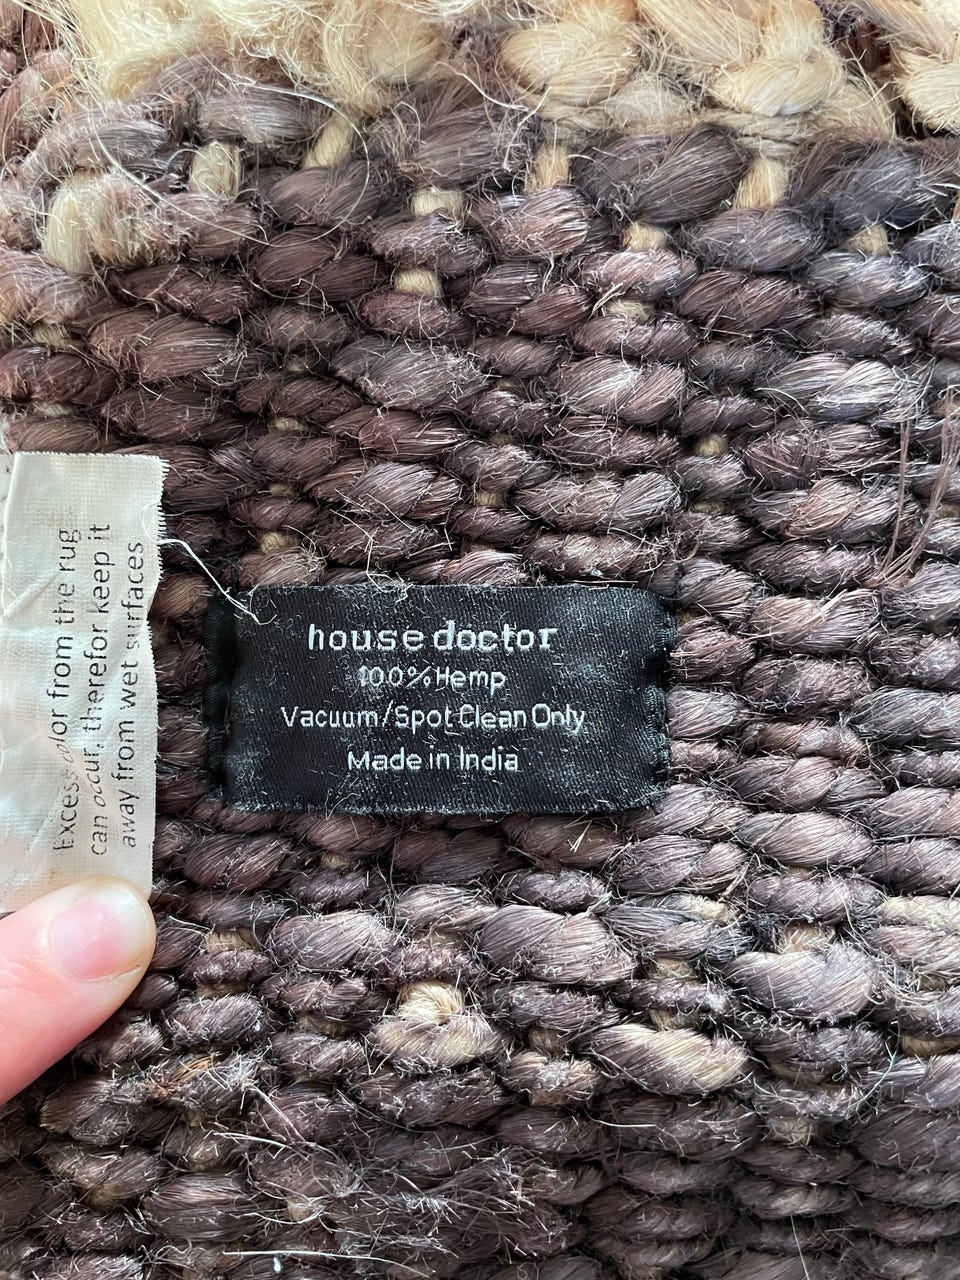 Excess color from the rug
can occur, therefor keep it
away from wet surfaces
house doctor
100% Hemp
Vacuum/Spot Clean Only
Made in India